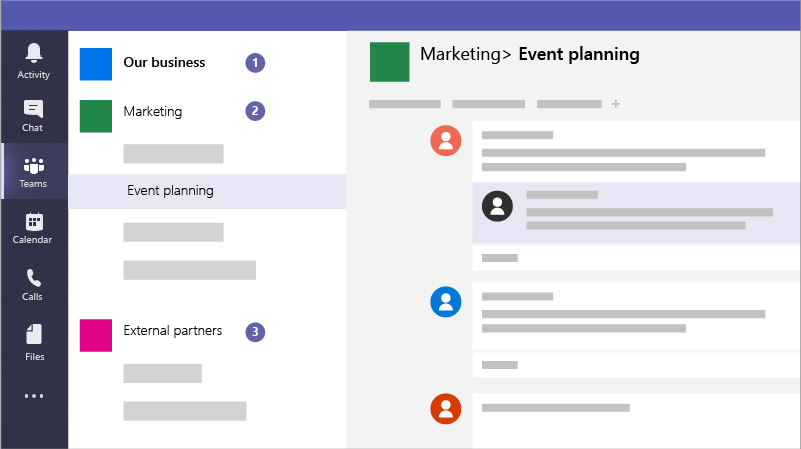 Activity
Chat
Teams
Calendar
Calls
Files
Our business 1
Marketing 2
Event planning
External partners 3
Marketing> Event planning